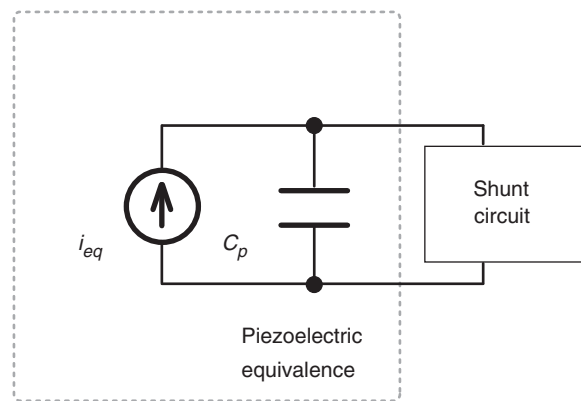 Shunt
circuit
i_eq
C_p
Piezoelectric
equivalence